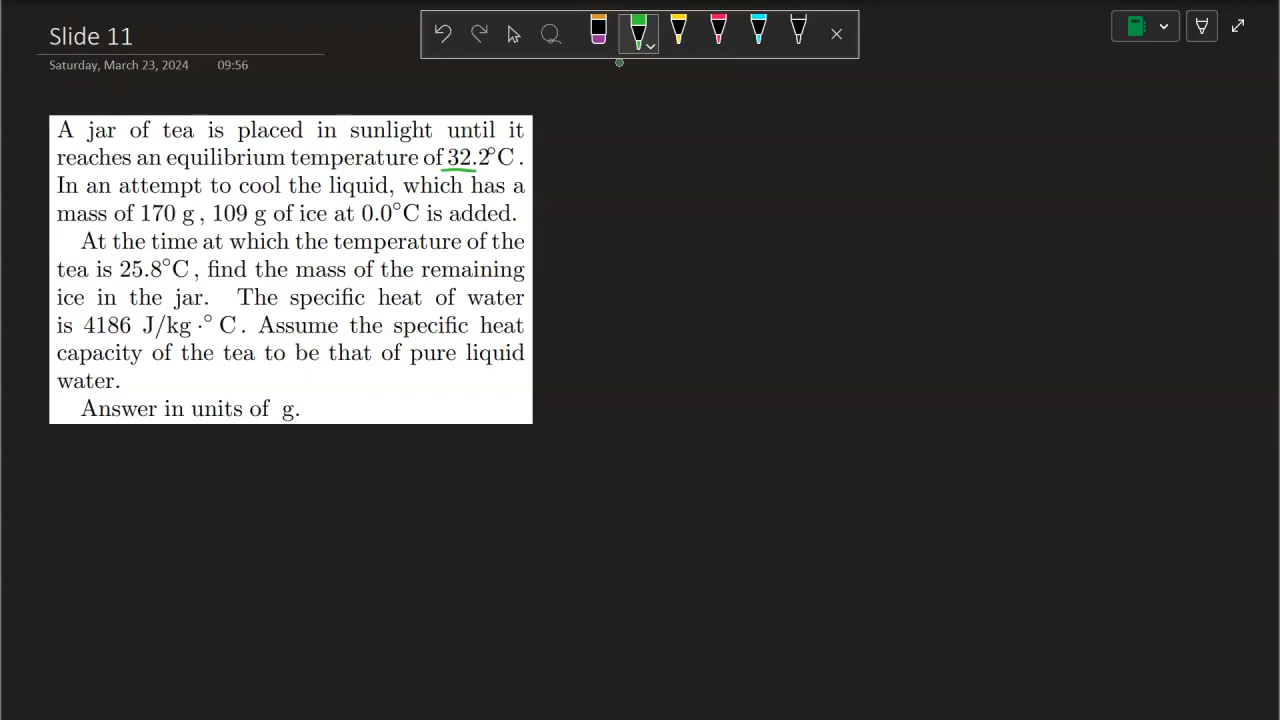 Slide 11
Saturday, March 23, 2024 09:56
A jar of tea is placed in sunlight until it
reaches an equilibrium temperature of 32.2°C .
In an attempt to cool the liquid, which has a
mass of 170 g , 109 g of ice at 0.0°C is added.
At the time at which the temperature of the
tea is 25.8°C , find the mass of the remaining
ice in the jar. The specific heat of water
is 4186 J/kg ·° C . Assume the specific heat
capacity of the tea to be that of pure liquid
water.
Answer in units of g.